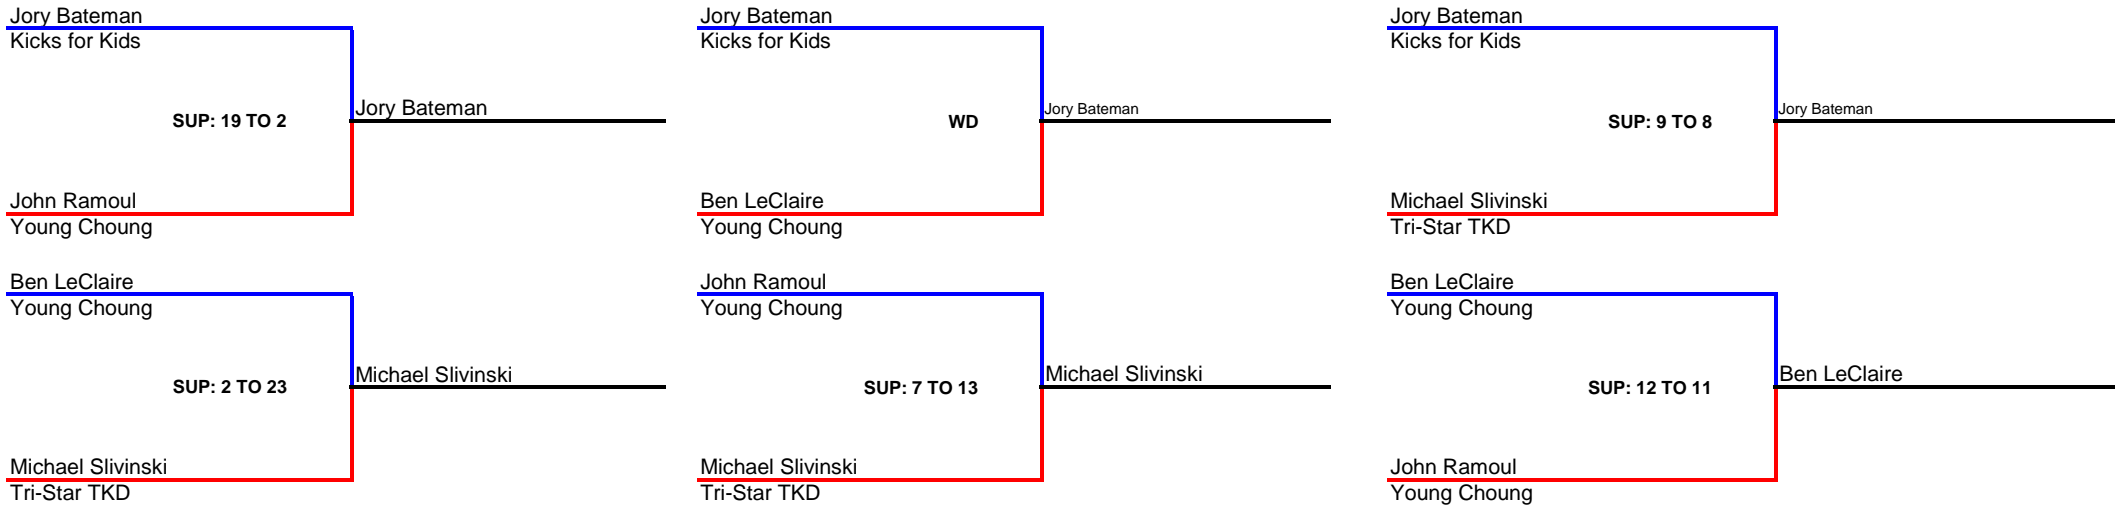 Jory Bateman
Kicks for Kids
SUP: 19 TO 2
Jory Bateman
John Ramoul
Young Choung
Jory Bateman
Kicks for Kids
WD
Jory Bateman
Ben LeClaire
Young Choung
Jory Bateman
Kicks for Kids
SUP: 9 TO 8
Jory Bateman
Michael Slivinski
Tri-Star TKD
Ben LeClaire
Young Choung
SUP: 2 TO 23
Michael Slivinski
Michael Slivinski
Tri-Star TKD
John Ramoul
Young Choung
SUP: 7 TO 13
Michael Slivinski
Michael Slivinski
Tri-Star TKD
Ben LeClaire
Young Choung
SUP: 12 TO 11
Ben LeClaire
John Ramoul
Young Choung